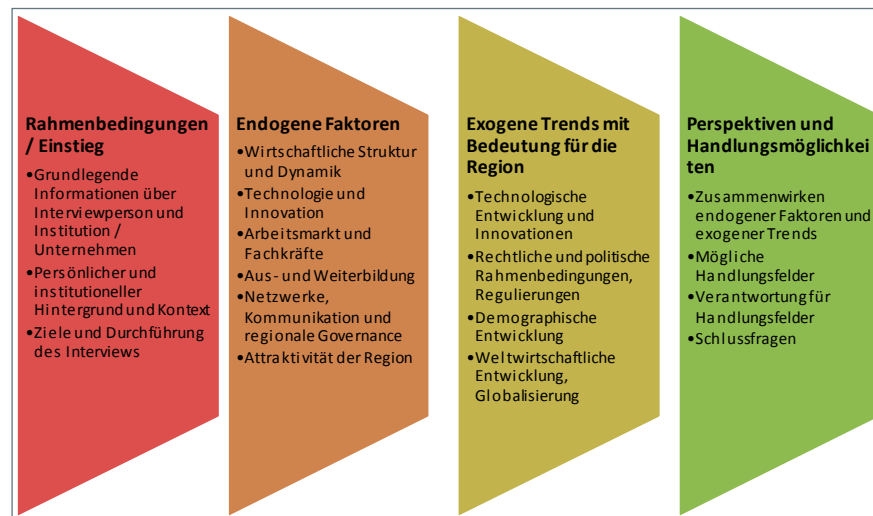 Rahmenbedingungen
/ Einstieg
•Grundlegende
Informationen über
Interviewperson und
Institution /
Unternehmen
•Persönlicher und
institutioneller
Hintergrund und Kontext
•Ziele und Durchführung
des Interviews
Endogene Faktoren
•Wirtschaftliche Struktur
und Dynamik
•Technologie und
Innovation
•Arbeitsmarkt und
Fachkräfte
•Aus- und Weiterbildung
•Netzwerke,
Kommunikation und
regionale Governance
•Attraktivität der Region
Exogene Trends mit
Bedeutung für die
Region
•Technologische
Entwicklung und
Innovationen
•Rechtliche und politische
Rahmenbedingungen,
Regulierungen
•Demographische
Entwicklung
•Weltwirtschaftliche
Entwicklung,
Globalisierung
Perspektiven und
Handlungsmöglichkei
ten
•Zusammenwirken
endogener Faktoren und
exogener Trends
•Mögliche
Handlungsfelder
•Verantwortung für
Handlungsfelder
•Schlussfragen